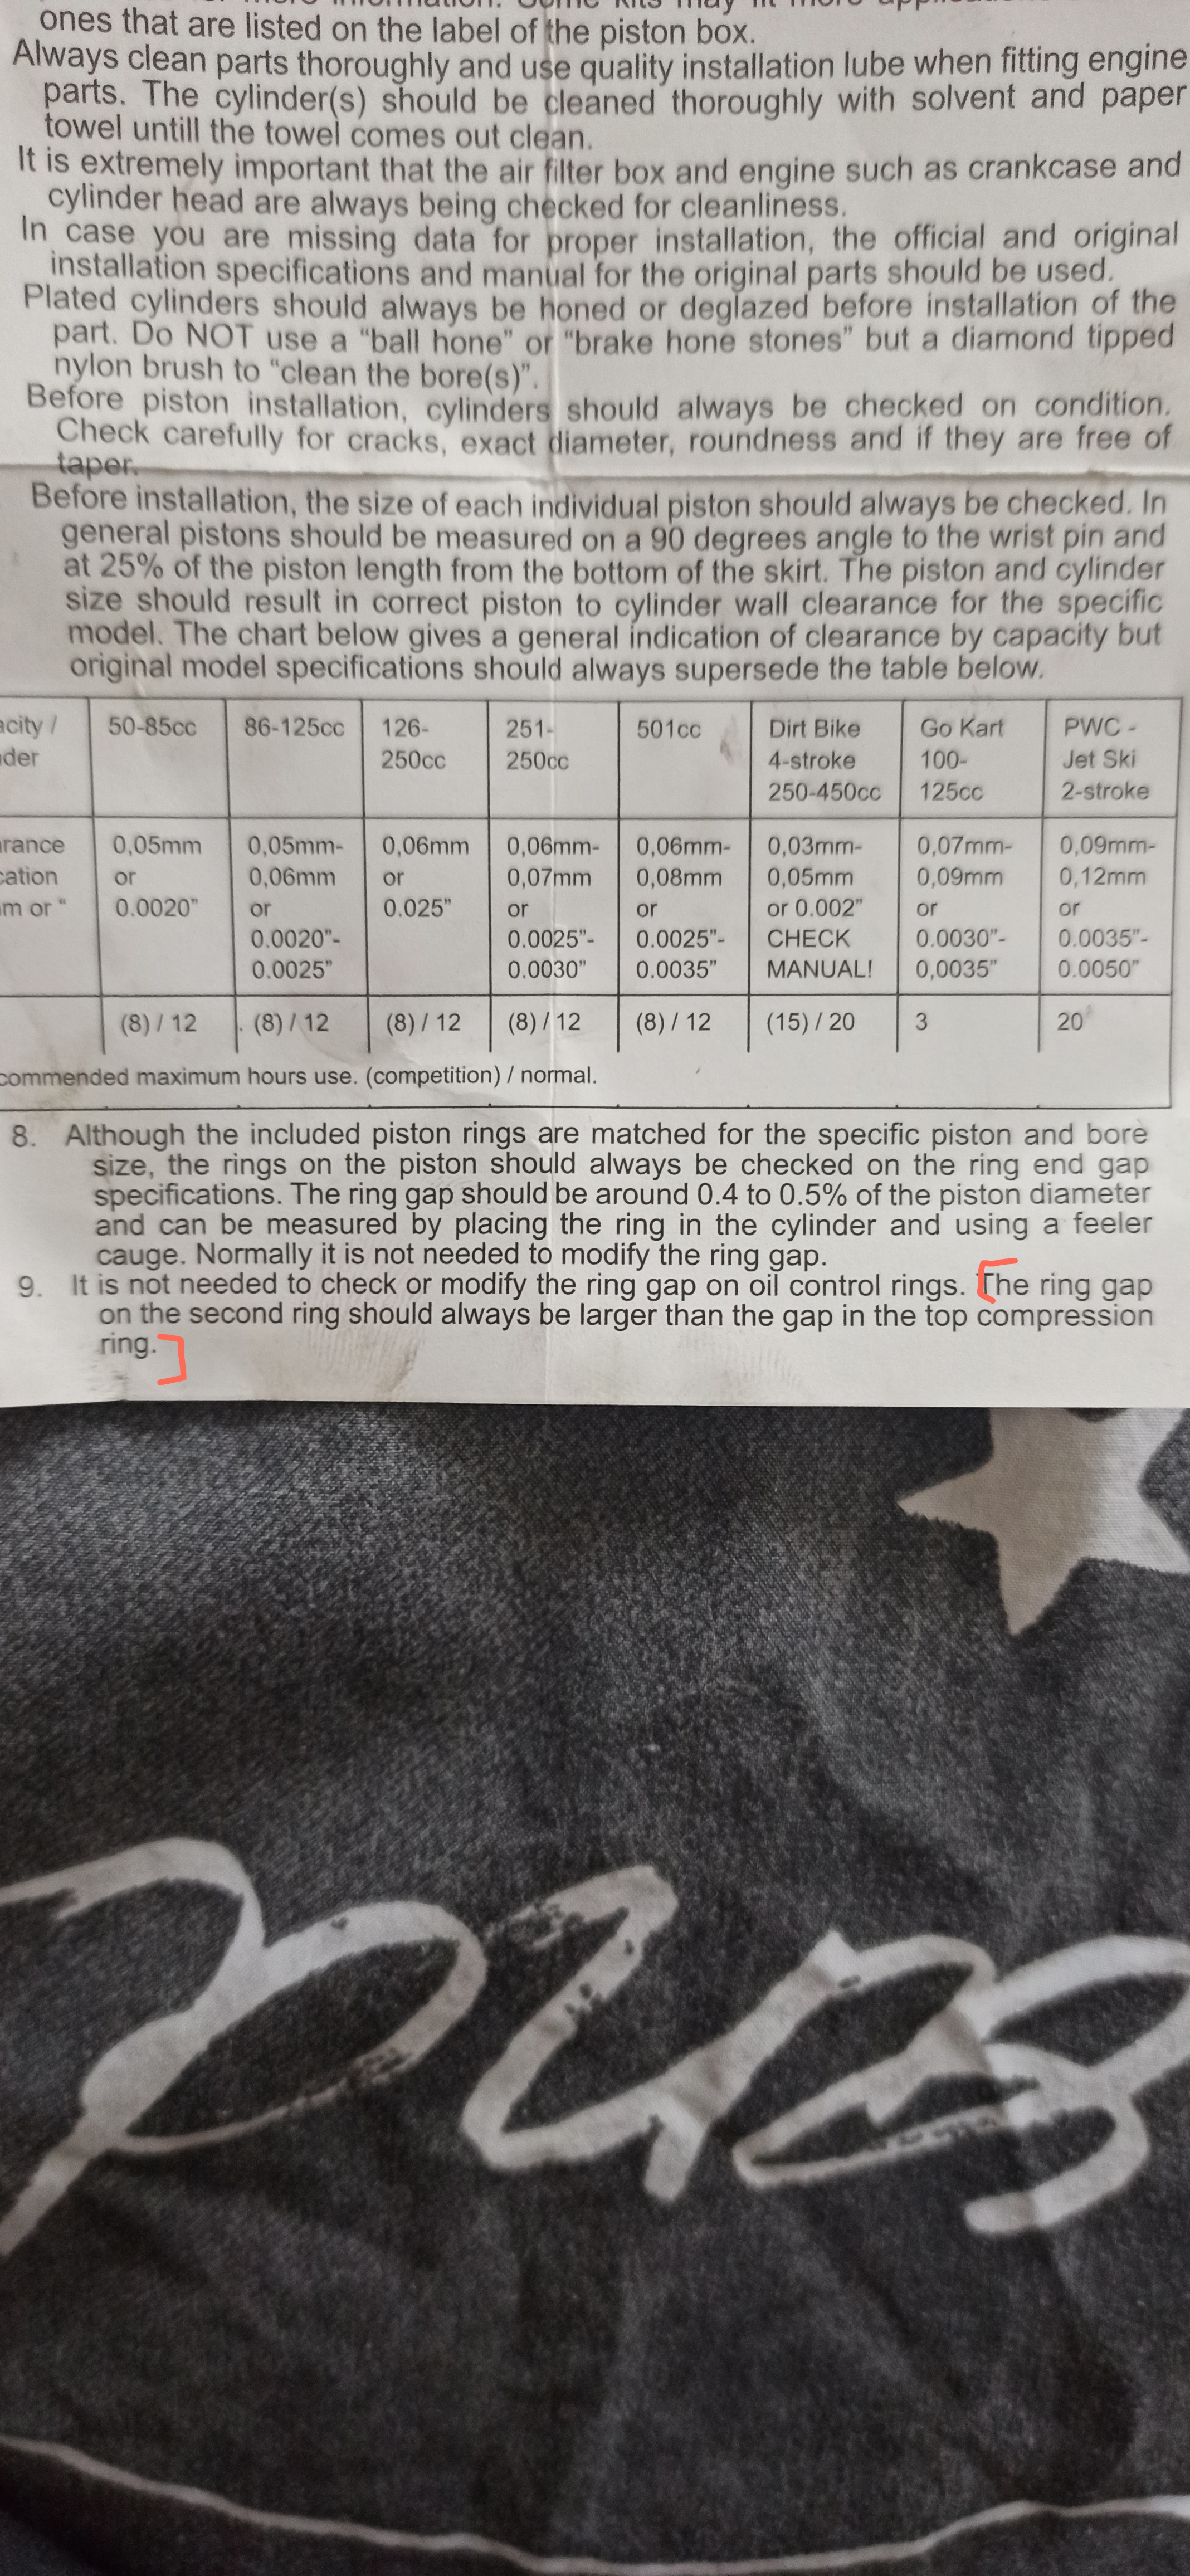 ones that are listed on the label of the piston box.
Always clean parts thoroughly and use quality installation lube when fitting engine
parts. The cylinder(s) should be cleaned thoroughly with solvent and paper
towel untill the towel comes out clean.
It is extremely important that the air filter box and engine such as crankcase and
cylinder head are always being checked for cleanliness.
In case you are missing data for proper installation, the official and original
installation specifications and manual for the original parts should be used.
Plated cylinders should always be honed or deglazed before installation of the
part. Do NOT use a “ball hone” or “brake hone stones” but a diamond tipped
nylon brush to “clean the bore(s)”.
Before piston installation, cylinders should always be checked on condition.
Check carefully for cracks, exact diameter, roundness and if they are free of
taper.
Before installation, the size of each individual piston should always be checked. In
general pistons should be measured on a 90 degrees angle to the wrist pin and
at 25% of the piston length from the bottom of the skirt. The piston and cylinder
size should result in correct piston to cylinder wall clearance for the specific
model. The chart below gives a general indication of clearance by capacity but
original model specifications should always supersede the table below.
acity / 50-85cc 86-125cc 126- 251- 501cc Dirt Bike Go Kart PWC -
der 250cc 250cc 4-stroke 100- Jet Ski
250-450cc 125cc 2-stroke
rance 0,05mm 0,05mm- 0,06mm 0,06mm- 0,06mm- 0,03mm- 0,07mm- 0,09mm-
cation or 0,06mm or 0,07mm 0,08mm 0,05mm 0,09mm 0,12mm
m or “ 0.0020” or 0.025” or or or 0.002” or or
0.0020”- 0.0025”- 0.0025”- CHECK 0.0030”- 0.0035”-
0.0025” 0.0030” 0.0035” MANUAL! 0,0035” 0.0050”
(8) / 12 (8) / 12 (8) / 12 (8) / 12 (8) / 12 (15) / 20 3 20
commended maximum hours use. (competition) / normal.
8. Although the included piston rings are matched for the specific piston and bore
size, the rings on the piston should always be checked on the ring end gap
specifications. The ring gap should be around 0.4 to 0.5% of the piston diameter
and can be measured by placing the ring in the cylinder and using a feeler
cauge. Normally it is not needed to modify the ring gap.
9. It is not needed to check or modify the ring gap on oil control rings. The ring gap
on the second ring should always be larger than the gap in the top compression
ring.